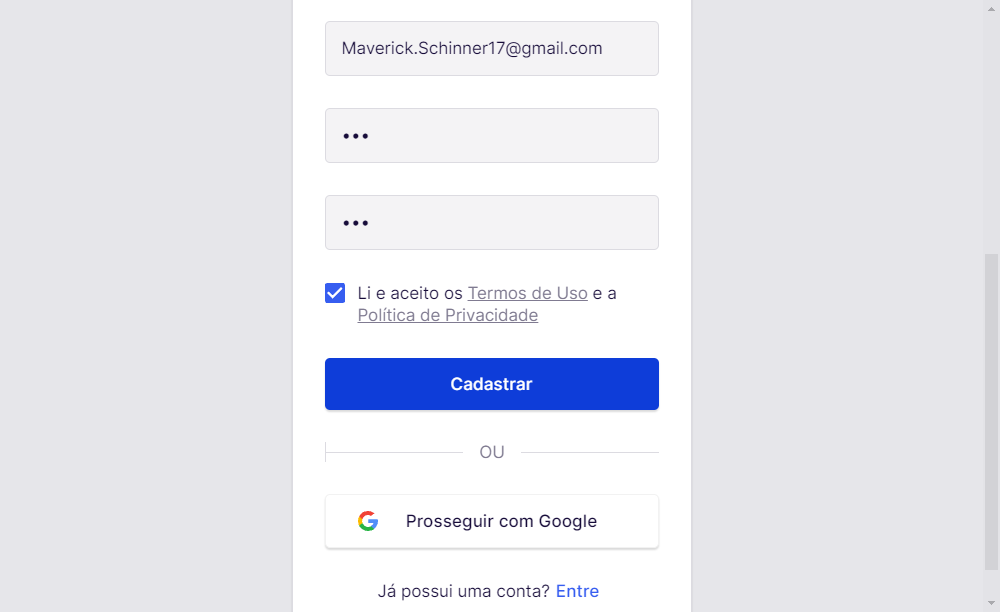 Maverick.Schinner17@gmail.com
•••
•••
Li e aceito os Termos de Uso e a
Política de Privacidade
Cadastrar
OU
Prosseguir com Google
Já possui uma conta? Entre